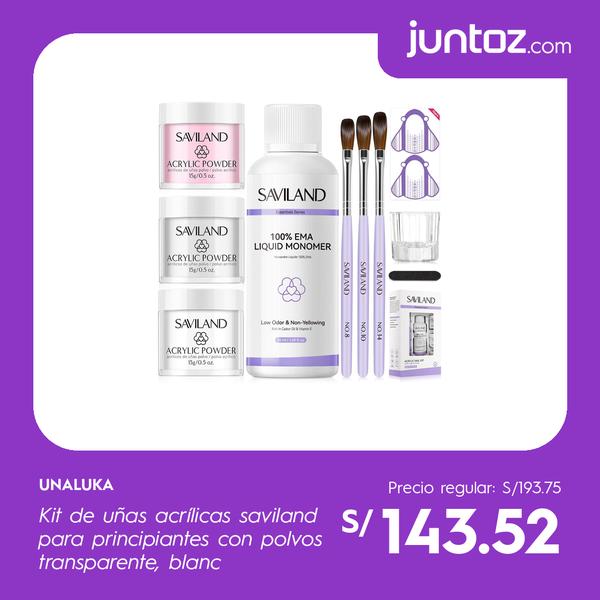 juntoz.com
SAVILAND
ACRYLIC POWDER
15g/0.5 oz.
SAVILAND
ACRYLIC POWDER
15g/0.5 oz.
SAVILAND
ACRYLIC POWDER
15g/0.5 oz.
SAVILAND
100% EMA
LIQUID MONOMER
Low Odor & Non-Yellowing
SAVILAND
NO.8
SAVILAND
NO.10
SAVILAND
NO.14
SAVILAND
UNALUKA
Kit de uñas acrílicas saviland
para principiantes con polvos
transparente, blanc
Precio regular: S/193.75
S/ 143.52